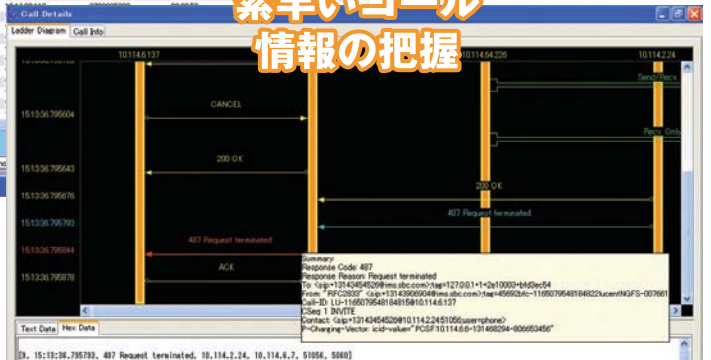 素早いコール
情報の把握
Call Details
Ladder Diagram Call Info
10.114.6.137 10.114.64.226 10.114.2.24
Send/Recv
CANCEL
15:13:36.795604
Recv Only
200 OK
15:13:36.795643
200 OK
15:13:36.795676
487 Request terminated
15:13:36.795793
487 Request terminated
15:13:36.795844
ACK
15:13:36.795878
Summary
Response Code: 487
Response Reason: Request terminated
CSeq: 1 INVITE
Text Data Hex Data
[9, 15:13:36.795793, 487 Request terminated, 10.114.2.24, 10.114.6.7, 51056, 5060]